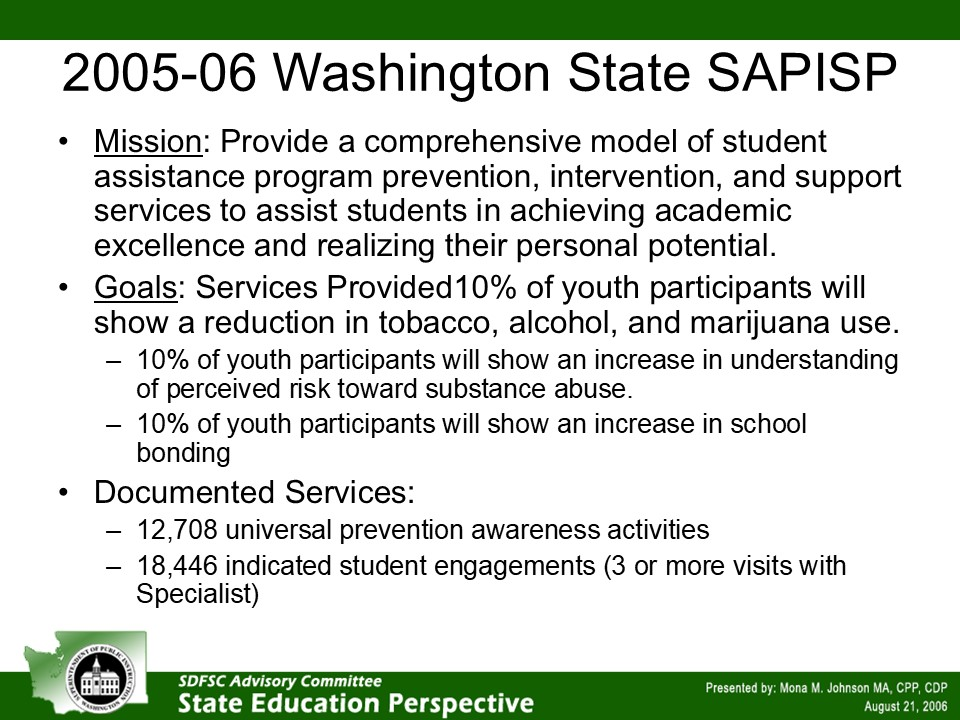 2005-06 Washington State SAPISP
• Mission: Provide a comprehensive model of student
assistance program prevention, intervention, and support
services to assist students in achieving academic
excellence and realizing their personal potential.
• Goals: Services Provided10% of youth participants will
show a reduction in tobacco, alcohol, and marijuana use.
– 10% of youth participants will show an increase in understanding
of perceived risk toward substance abuse.
– 10% of youth participants will show an increase in school
bonding
• Documented Services:
– 12,708 universal prevention awareness activities
– 18,446 indicated student engagements (3 or more visits with
Specialist)
SUPERINTENDENT OF PUBLIC INSTRUCTION
WASHINGTON
SDFSC Advisory Committee
State Education Perspective
Presented by: Mona M. Johnson MA, CPP, CDP
August 21, 2006